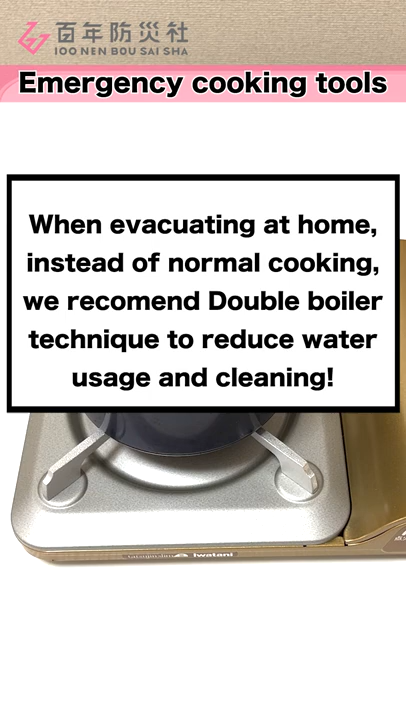 百年防災社
100 NEN BOU SAI SHA
Emergency cooking tools
When evacuating at home,
instead of normal cooking,
we recomend Double boiler
technique to reduce water
usage and cleaning!
Iwatani